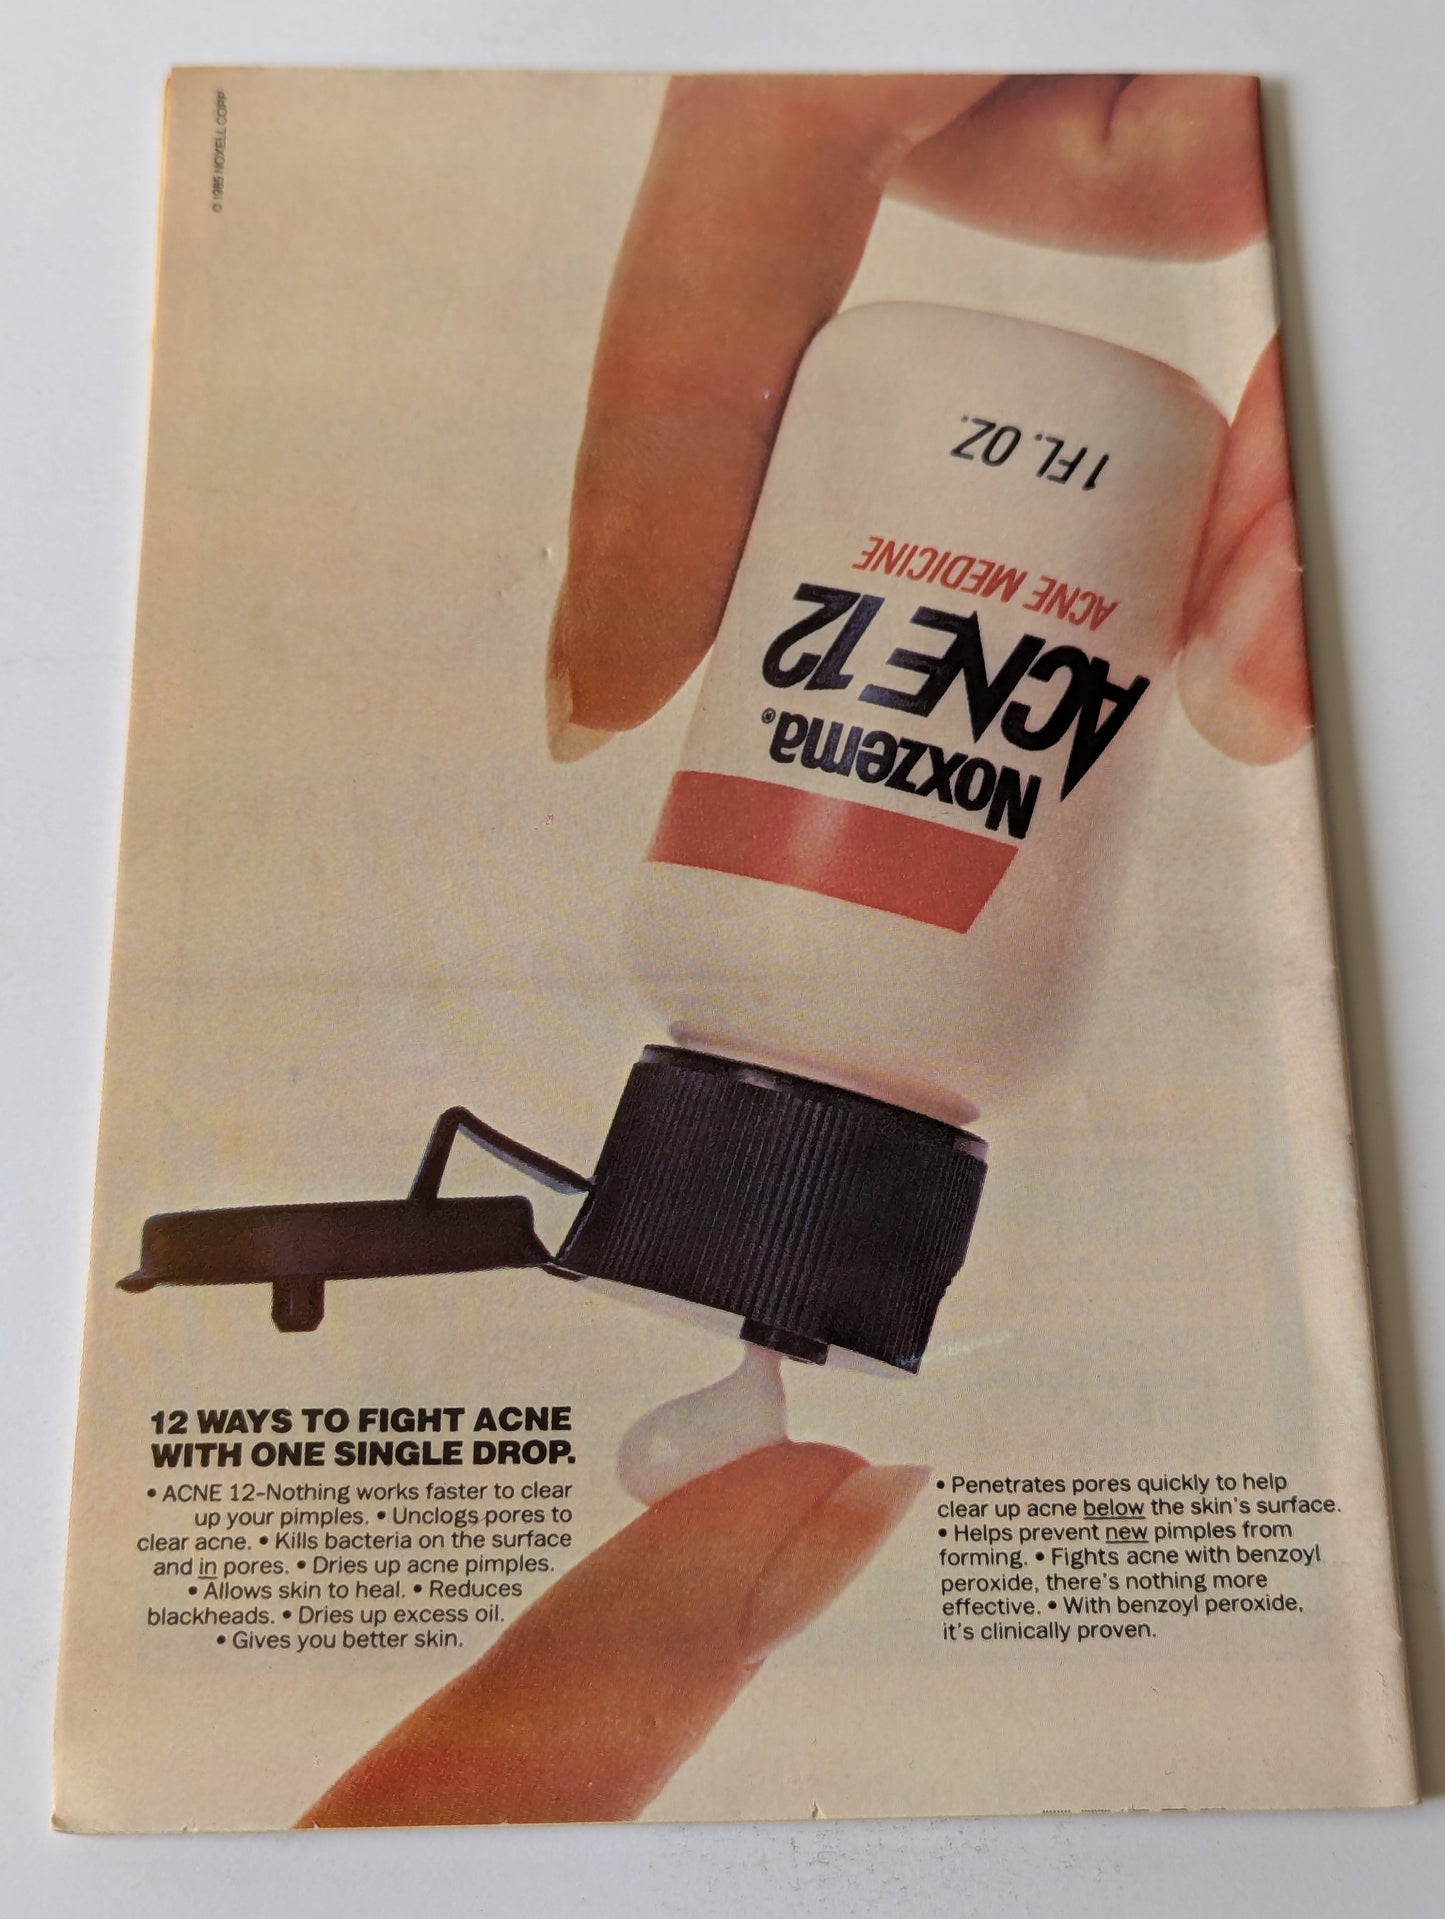 © 1985 NOXELL CORP.
Noxzema®
ACNE 12
ACNE MEDICINE
1 FL. OZ.
12 WAYS TO FIGHT ACNE
WITH ONE SINGLE DROP.
• ACNE 12–Nothing works faster to clear
up your pimples. • Unclogs pores to
clear acne. • Kills bacteria on the surface
and in pores. • Dries up acne pimples.
• Allows skin to heal. • Reduces
blackheads. • Dries up excess oil.
• Gives you better skin.
• Penetrates pores quickly to help
clear up acne below the skin's surface.
• Helps prevent new pimples from
forming. • Fights acne with benzoyl
peroxide, there's nothing more
effective. • With benzoyl peroxide,
it's clinically proven.